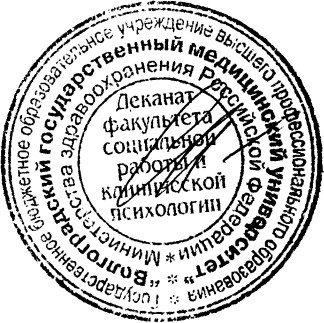 Государственное бюджетное образовательное учреждение высшего профессионального образования *
"Волгоградский государственный медицинский университет"
Министерства здравоохранения Российской Федерации *
Деканат
факультета
социальной
работы и
клинической
психологии